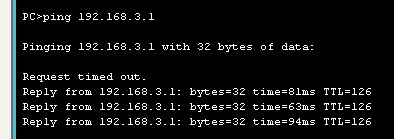 PC>ping 192.168.3.1
Pinging 192.168.3.1 with 32 bytes of data:
Request timed out.
Reply from 192.168.3.1: bytes=32 time=81ms TTL=126
Reply from 192.168.3.1: bytes=32 time=63ms TTL=126
Reply from 192.168.3.1: bytes=32 time=94ms TTL=126